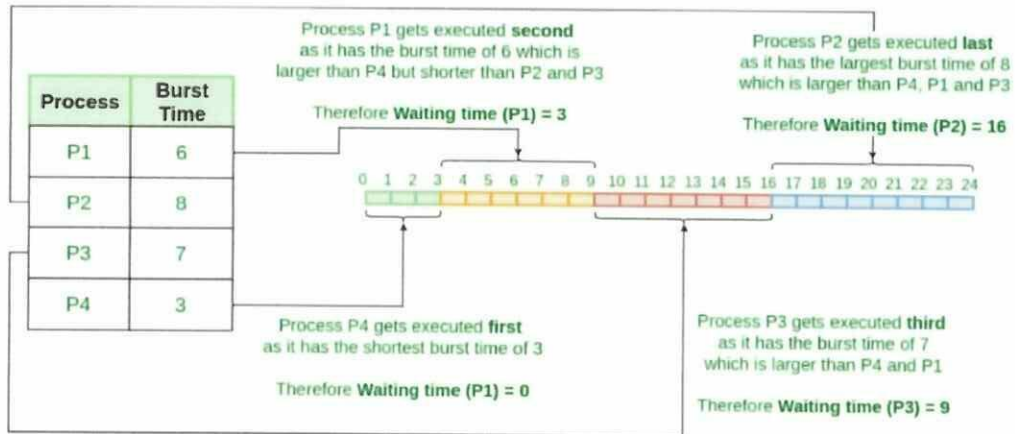 Process P1 gets executed second
as it has the burst time of 6 which is
larger than P4 but shorter than P2 and P3
Therefore Waiting time (P1) = 3
Process P2 gets executed last
as it has the largest burst time of 8
which is larger than P4, P1 and P3
Therefore Waiting time (P2) = 16
Process Burst Time
P1 6
P2 8
P3 7
P4 3
0 1 2 3 4 5 6 7 8 9 10 11 12 13 14 15 16 17 18 19 20 21 22 23 24
Process P4 gets executed first
as it has the shortest burst time of 3
Therefore Waiting time (P1) = 0
Process P3 gets executed third
as it has the burst time of 7
which is larger than P4 and P1
Therefore Waiting time (P3) = 9